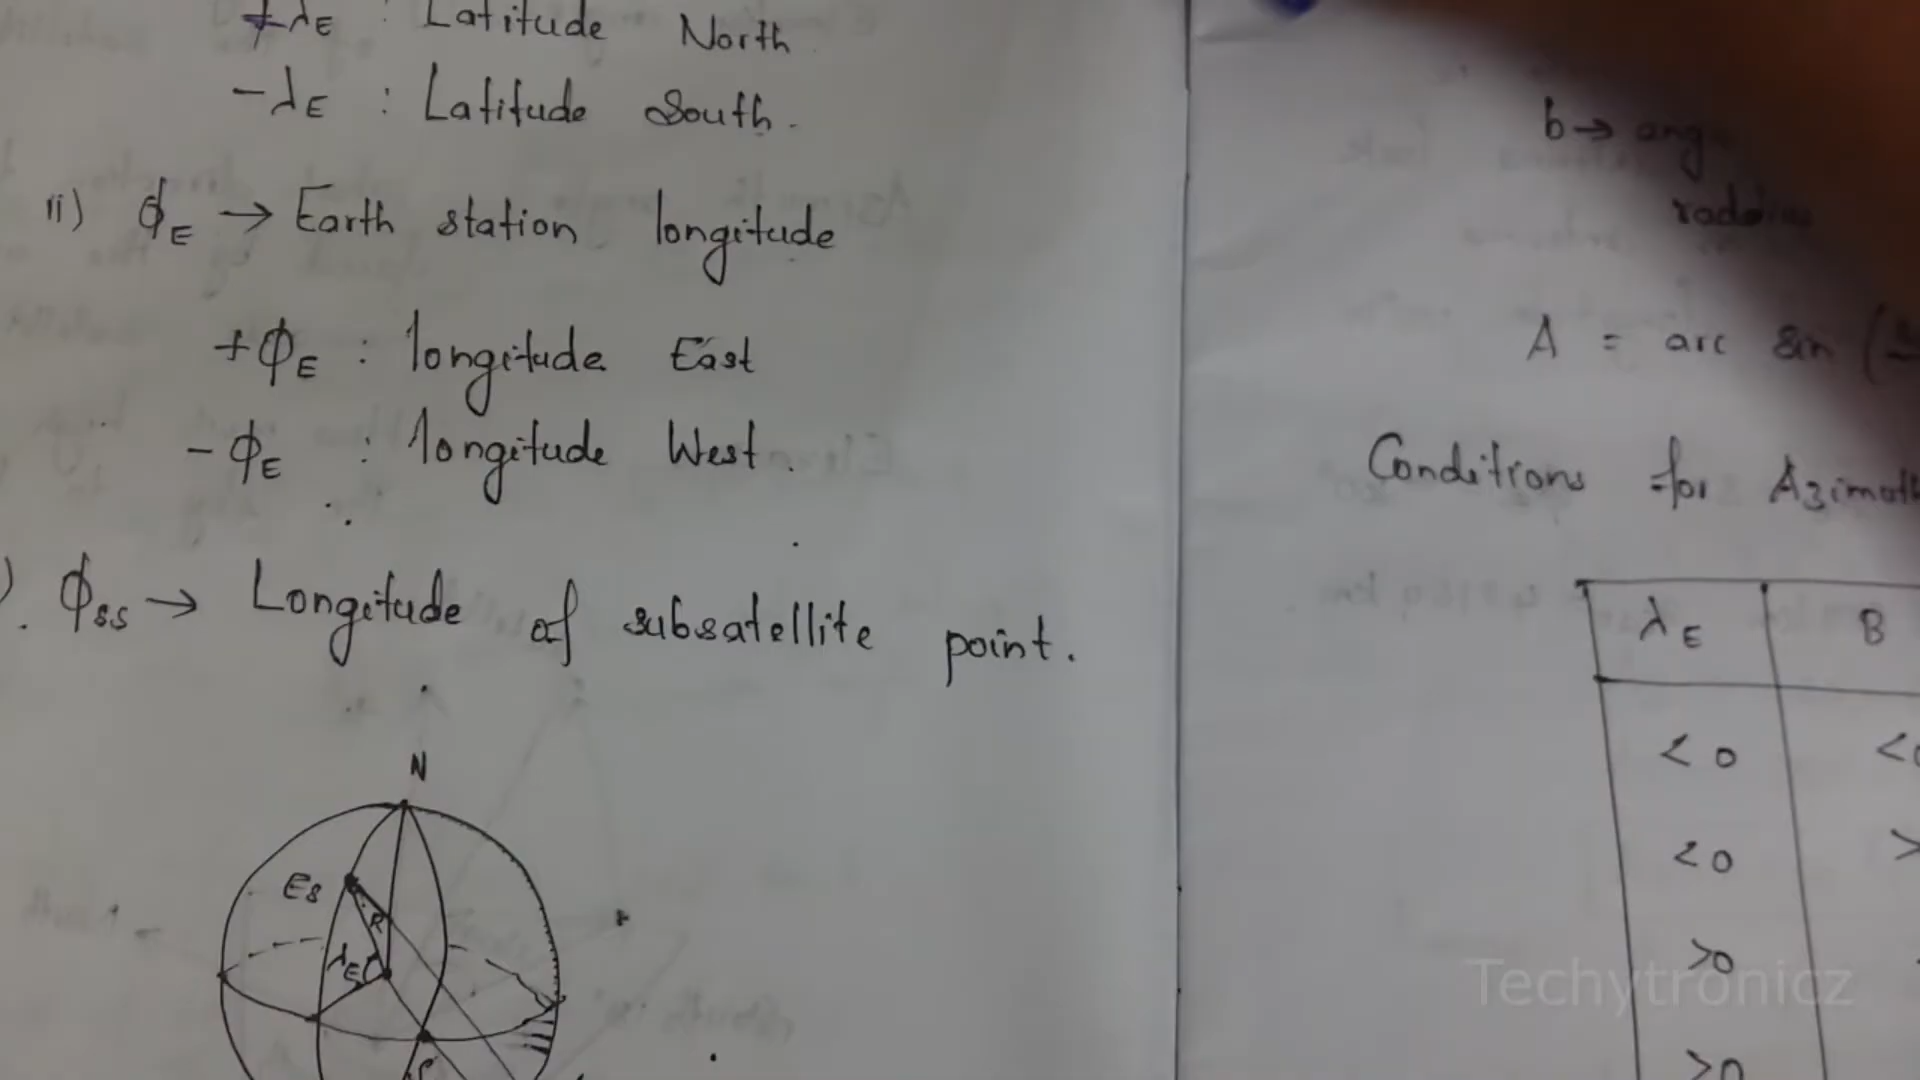 +λE : Latitude North
-λE : Latitude South.
ii) ϕE → Earth station longitude
+ϕE : longitude East
-ϕE : longitude West.
) ϕss → Longitude of subsatellite point.
N
ES
R
λE
b →
A = arc sin (
Conditions for
λE B
< 0 <
< 0 >
>0
>0
Techytronicz